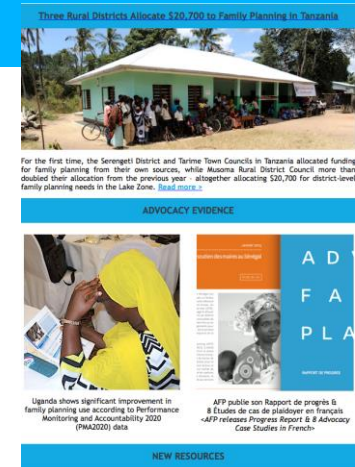 Three Rural Districts Allocate $20,700 to Family Planning in Tanzania
For the first time, the Serengeti District and Tarime Town Councils in Tanzania allocated funding
for family planning from their own sources, while Musoma Rural District Council more than
doubled their allocation from the previous year - altogether allocating $20,700 for district-level
family planning needs in the Lake Zone. Read more >
ADVOCACY EVIDENCE
A D V
F A
P L A
RAPPORT DE PROGRÈS
Uganda shows significant improvement in
family planning use according to Performance
Monitoring and Accountability 2020
(PMA2020) data
AFP publie son Rapport de progrès &
8 Études de cas de plaidoyer en français
<AFP releases Progress Report & 8 Advocacy
Case Studies in French>
NEW RESOURCES